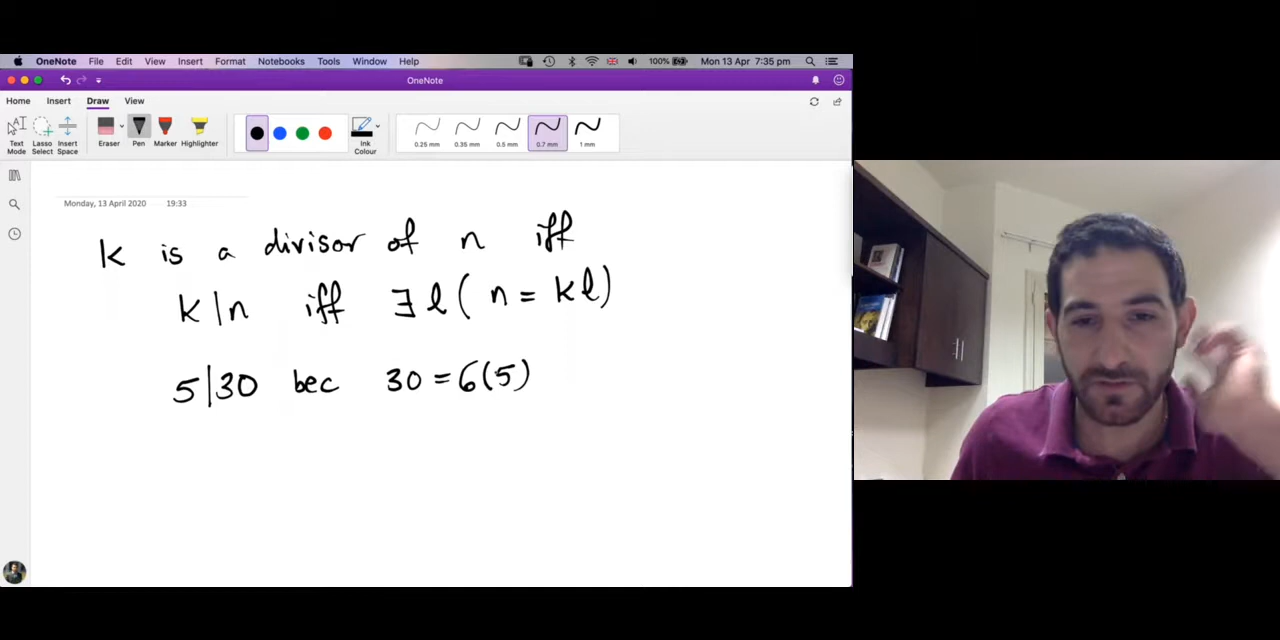 OneNote File Edit View Insert Format Notebooks Tools Window Help 100% Mon 13 Apr 7:35 pm
OneNote
Home Insert Draw View
Text Mode Lasso Select Insert Space Eraser Pen Marker Highlighter Ink Colour 0.25 mm 0.35 mm 0.5 mm 0.7 mm 1 mm
Monday, 13 April 2020 19:33
k is a divisor of n iff
k|n iff ∃ℓ(n = kℓ)
5|30 bec 30 = 6(5)